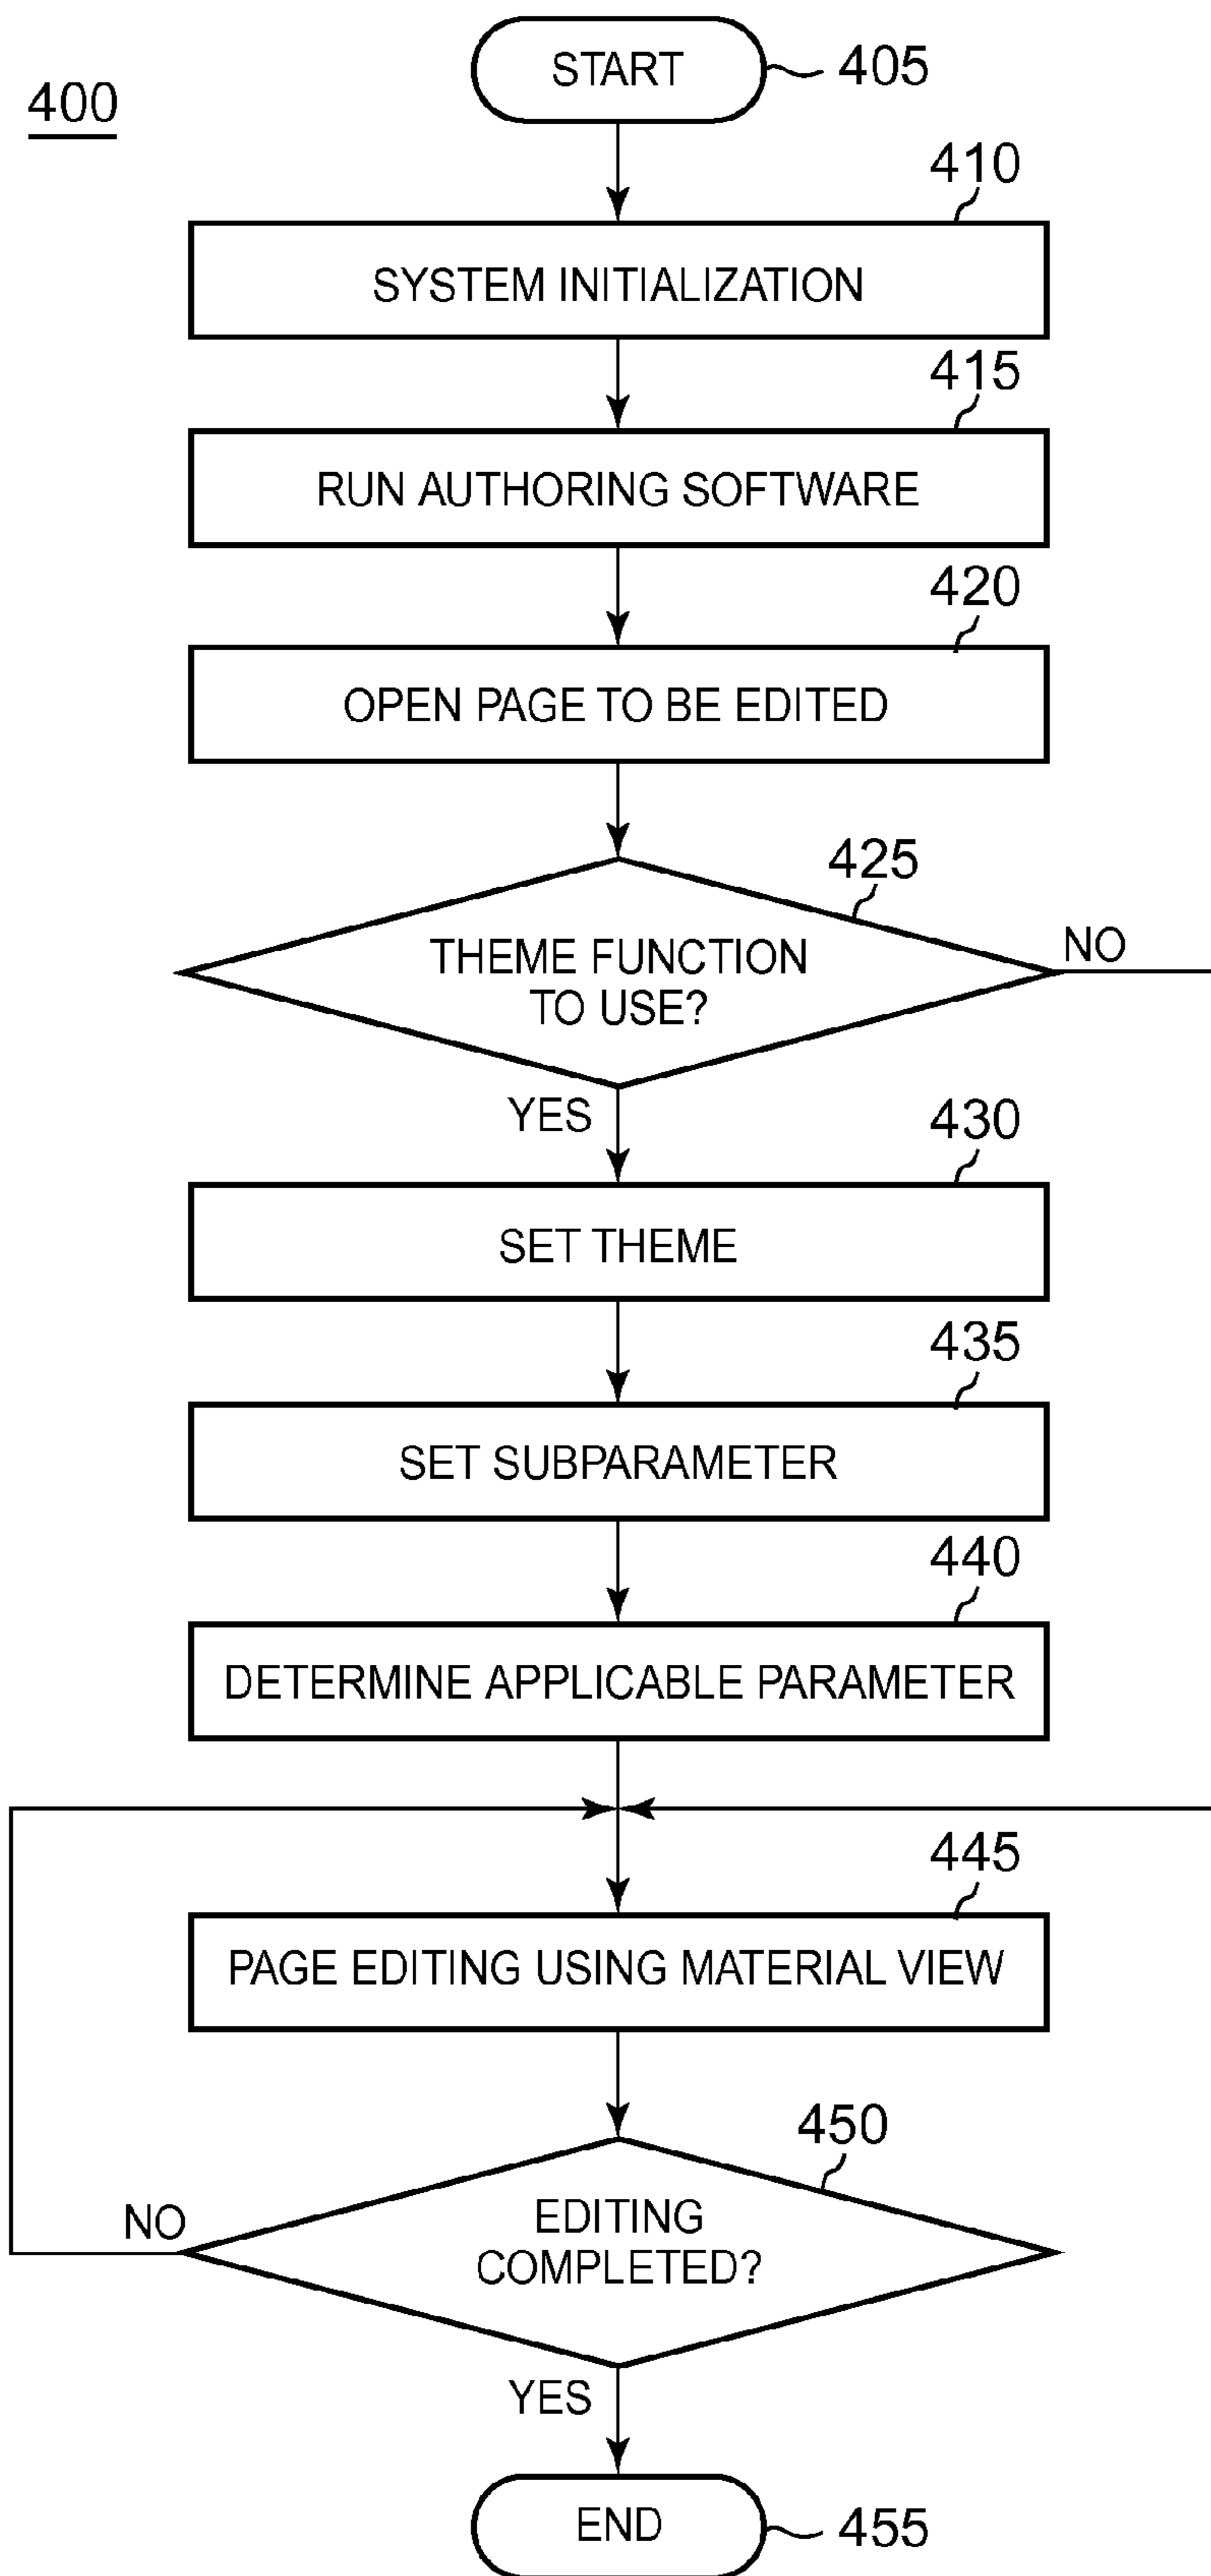 400
START
405
410
SYSTEM INITIALIZATION
415
RUN AUTHORING SOFTWARE
420
OPEN PAGE TO BE EDITED
425
THEME FUNCTION
TO USE?
NO
YES
430
SET THEME
435
SET SUBPARAMETER
440
DETERMINE APPLICABLE PARAMETER
445
PAGE EDITING USING MATERIAL VIEW
450
EDITING
COMPLETED?
NO
YES
END
455